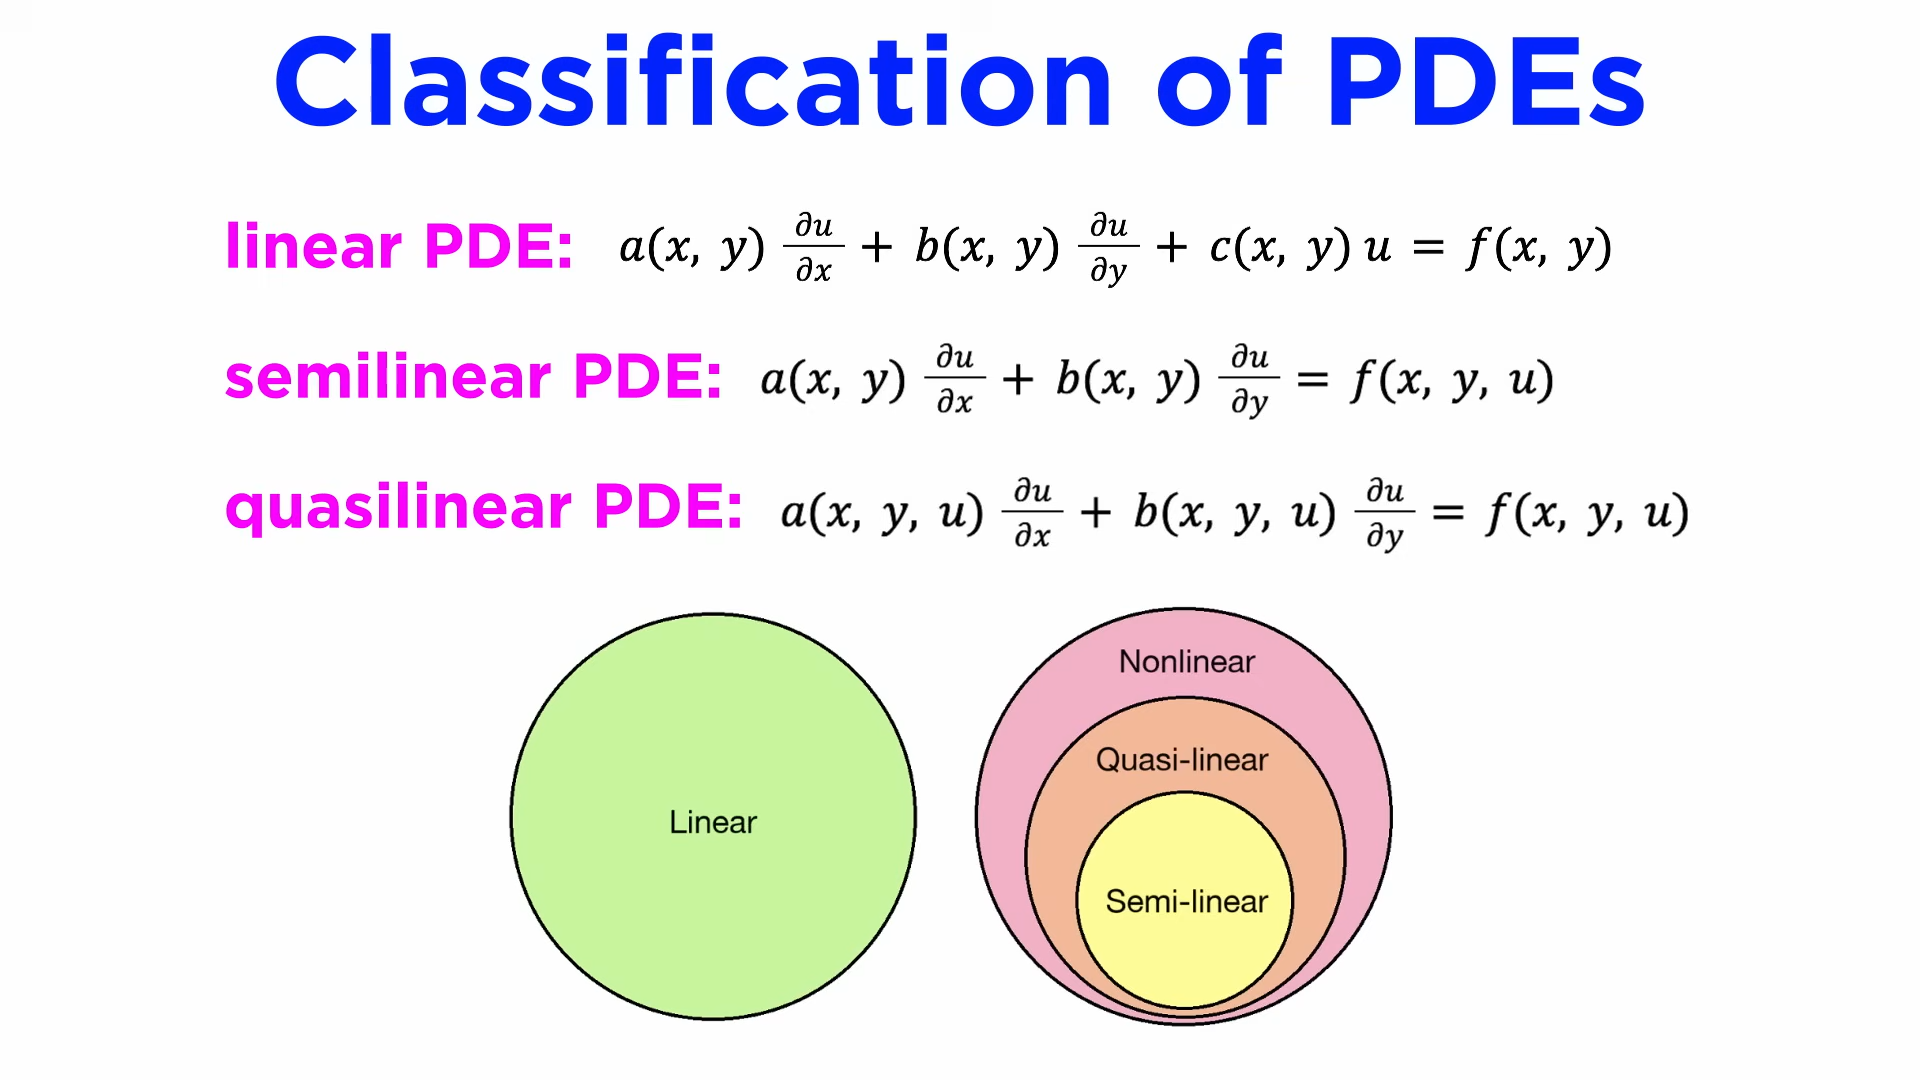 Classification of PDEs
linear PDE: a(x, y) ∂u/∂x + b(x, y) ∂u/∂y + c(x, y) u = f(x, y)
semilinear PDE: a(x, y) ∂u/∂x + b(x, y) ∂u/∂y = f(x, y, u)
quasilinear PDE: a(x, y, u) ∂u/∂x + b(x, y, u) ∂u/∂y = f(x, y, u)
Linear
Nonlinear
Quasi-linear
Semi-linear